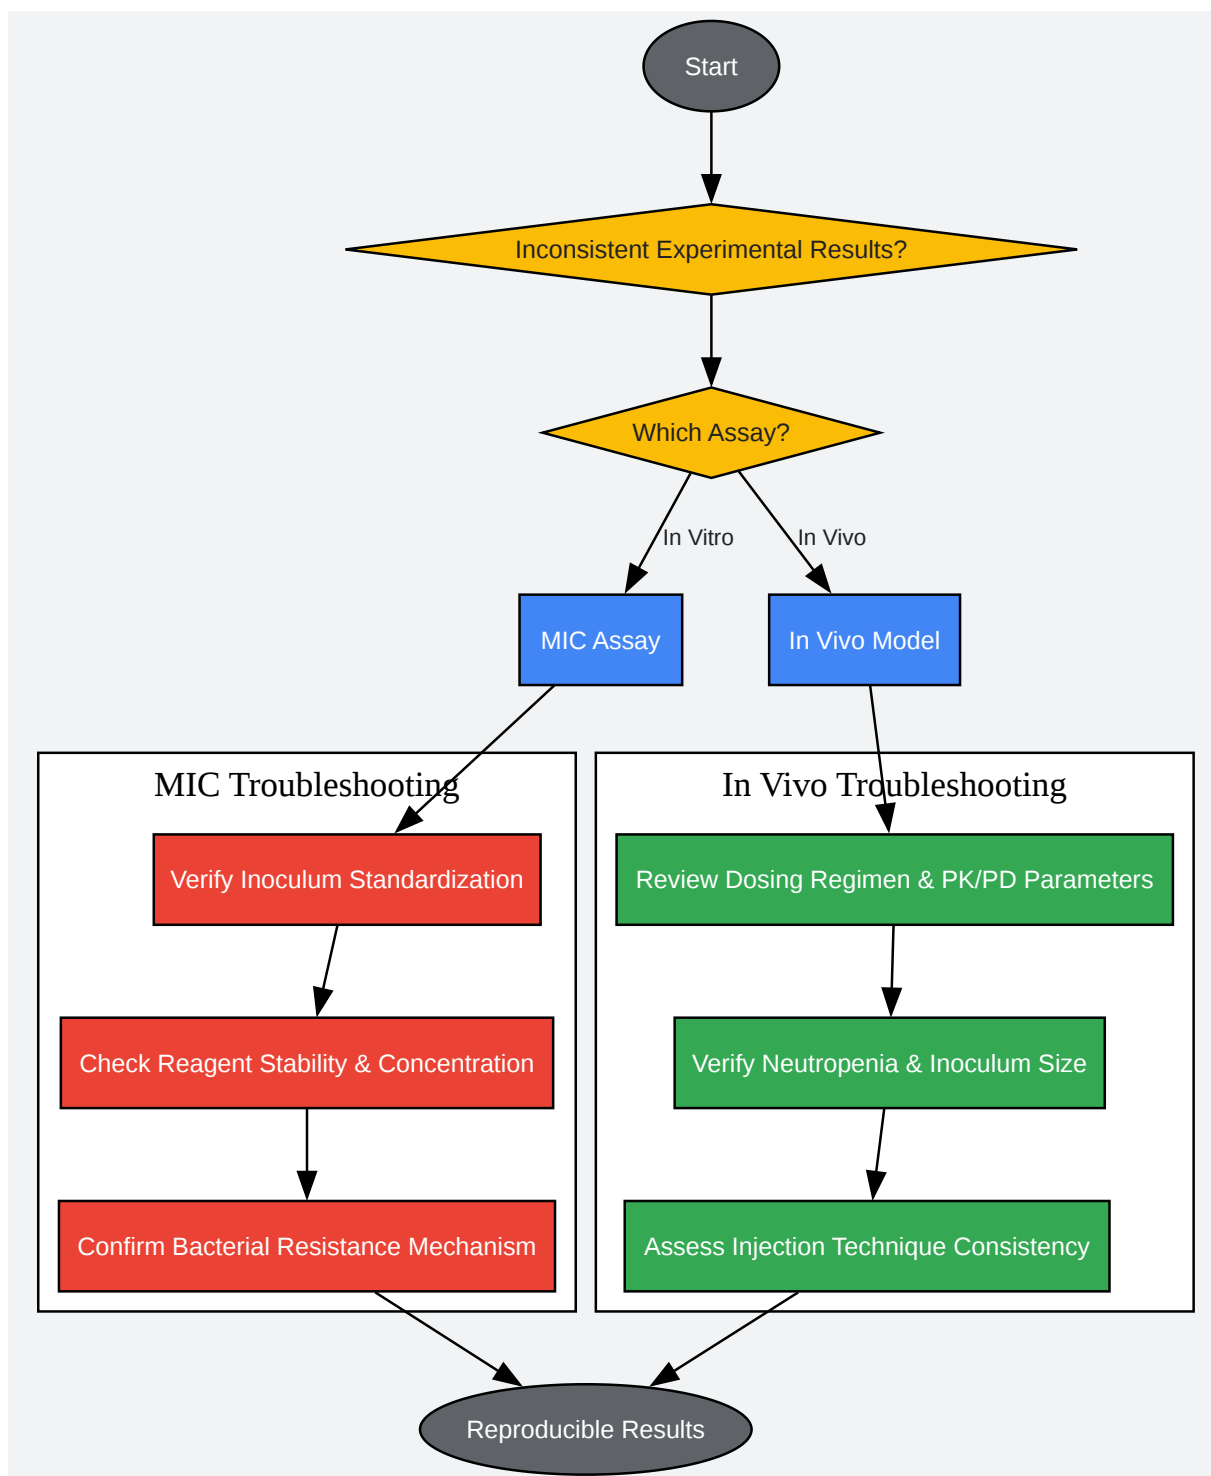 Start
Inconsistent Experimental Results?
Which Assay?
In Vitro
In Vivo
MIC Assay
In Vivo Model
MIC Troubleshooting
Verify Inoculum Standardization
Check Reagent Stability & Concentration
Confirm Bacterial Resistance Mechanism
In Vivo Troubleshooting
Review Dosing Regimen & PK/PD Parameters
Verify Neutropenia & Inoculum Size
Assess Injection Technique Consistency
Reproducible Results